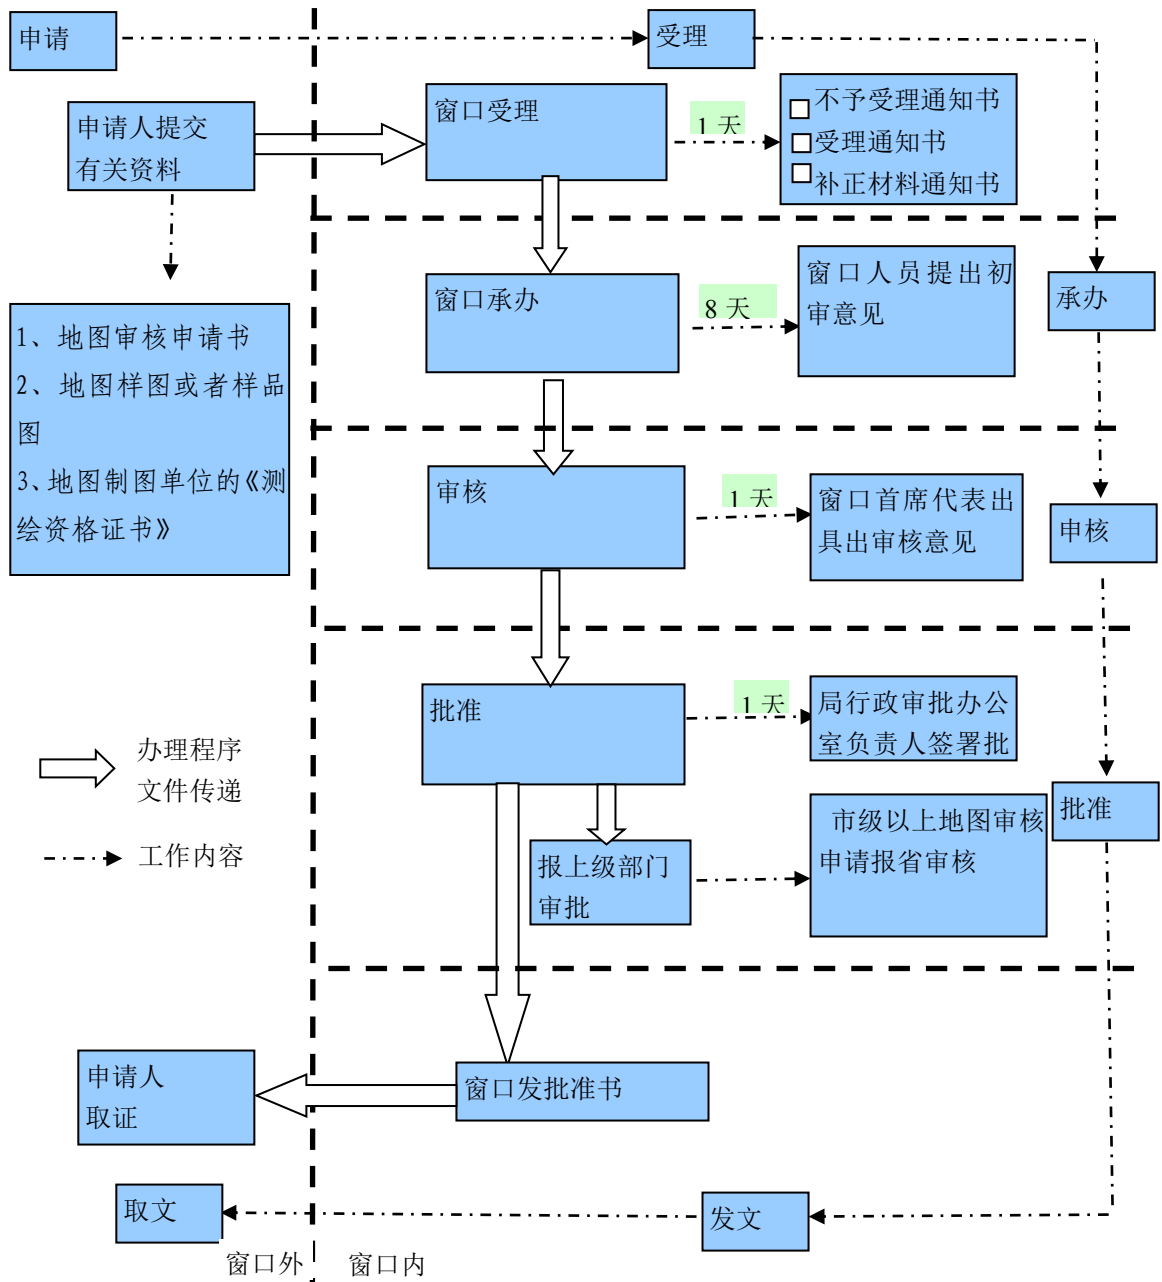 申请
受理
申请人提交
有关资料
窗口受理
1 天
不予受理通知书
受理通知书
补正材料通知书
窗口承办
8 天
窗口人员提出初
审意见
承办
1、地图审核申请书
2、地图样图或者样品
图
3、地图制图单位的《测
绘资格证书》
审核
1 天
窗口首席代表出
具出审核意见
申核
批准
1 天
局行政审批办公
室负责人签署批
办理程序
文件传递
工作内容
报上级部门
审批
市级以上地图审核
申请报省审核
批准
窗口发批准书
申请人
取证
取文
发文
窗口外
窗口内